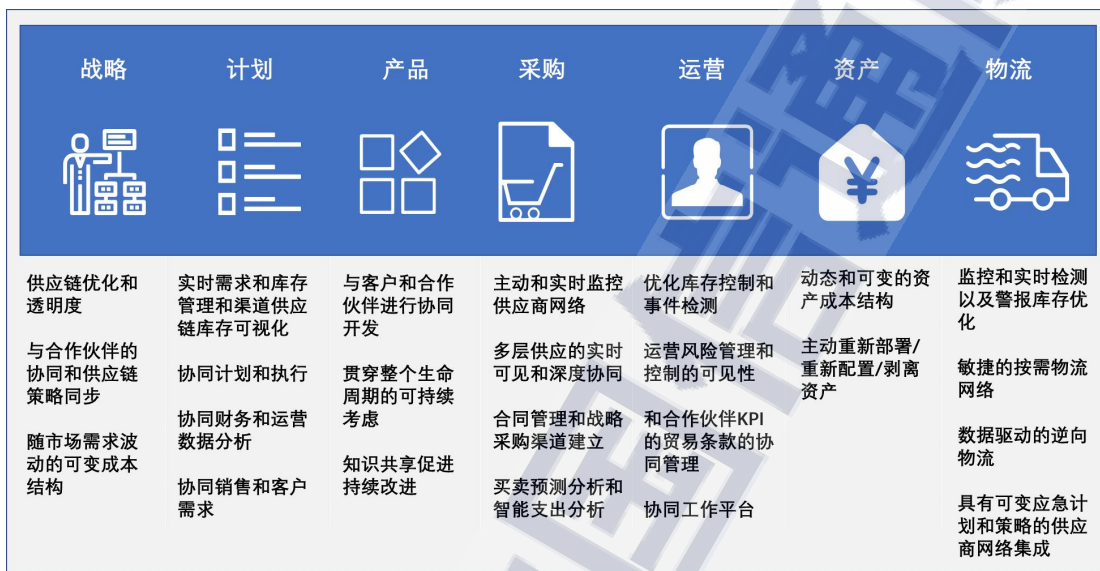 战略
计划
产品
采购
运营
资产
物流
¥
供应链优化和
透明度
与合作伙伴的
协同和供应链
策略同步
随市场需求波
动的可变成本
结构
实时需求和库存
管理和渠道供应
链库存可视化
协同计划和执行
协同财务和运营
数据分析
协同销售和客户
需求
与客户和合作
伙伴进行协同
开发
贯穿整个生命
周期的可持续
考虑
知识共享促进
持续改进
主动和实时监控
供应商网络
多层供应的实时
可见和深度协同
合同管理和战略
采购渠道建立
买卖预测分析和
智能支出分析
优化库存控制和
事件检测
运营风险管理和
控制的可见性
和合作伙伴KPI
的贸易条款的协
同管理
协同工作平台
动态和可变的资
产成本结构
主动重新部署/
重新配置/剥离
资产
监控和实时检测
以及警报库存优
化
敏捷的按需物流
网络
数据驱动的逆向
物流
具有可变应急计
划和策略的供应
商网络集成